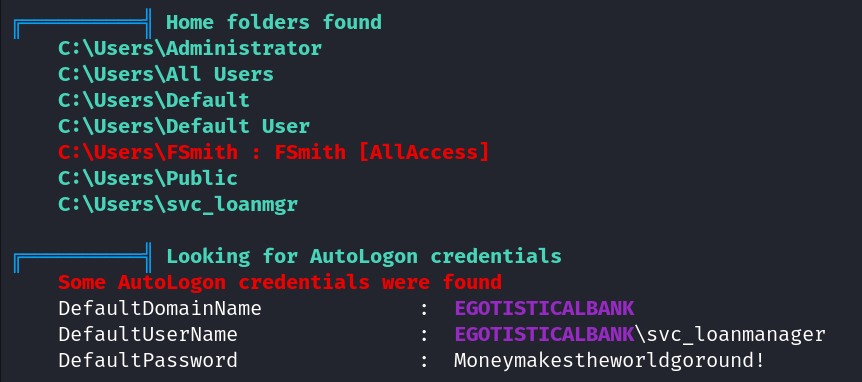 Home folders found
C:\Users\Administrator
C:\Users\All Users
C:\Users\Default
C:\Users\Default User
C:\Users\FSmith : FSmith [AllAccess]
C:\Users\Public
C:\Users\svc_loanmgr
Looking for AutoLogon credentials
Some AutoLogon credentials were found
DefaultDomainName : EGOTISTICALBANK
DefaultUserName : EGOTISTICALBANK\svc_loanmanager
DefaultPassword : Moneymakestheworldgoround!